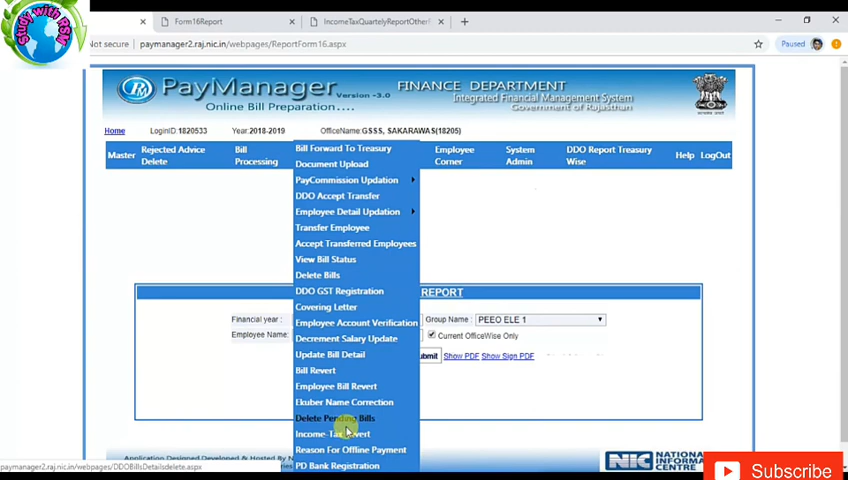 Study with RSM
Form16Report
IncomeTaxQuartelyReportOther
Not secure paymanager2.raj.nic.in/webpages/ReportForm16.aspx
Paused
PayManager Version -3.0
Online Bill Preparation....
FINANCE DEPARTMENT
Integrated Financial Management System
Government of Rajasthan
Home LoginID:1820533 Year:2018-2019 OfficeName:GSSS, SAKARAWAS(18205)
Master
Rejected Advice Delete
Bill Processing
Employee Corner
System Admin
DDO Report Treasury Wise
Help
LogOut
Bill Forward To Treasury
Document Upload
PayCommission Updation
DDO Accept Transfer
Employee Detail Updation
Transfer Employee
Accept Transferred Employees
View Bill Status
Delete Bills
DDO GST Registration
Covering Letter
Employee Account Verification
Decrement Salary Update
Update Bill Detail
Bill Revert
Employee Bill Revert
Ekuber Name Correction
Delete Pending Bills
Income-Tax Revert
Reason For Offline Payment
PD Bank Registration
REPORT
Financial year : Group Name : PEEO ELE 1
Employee Name: Current OfficeWise Only
Show PDF Show Sign PDF
Application Designed Developed & Hosted By
NIC NATIONAL
INFORMA
CENTRE
paymanager2.raj.nic.in/webpages/DDOBillsDetailsdelete.aspx
Subscribe